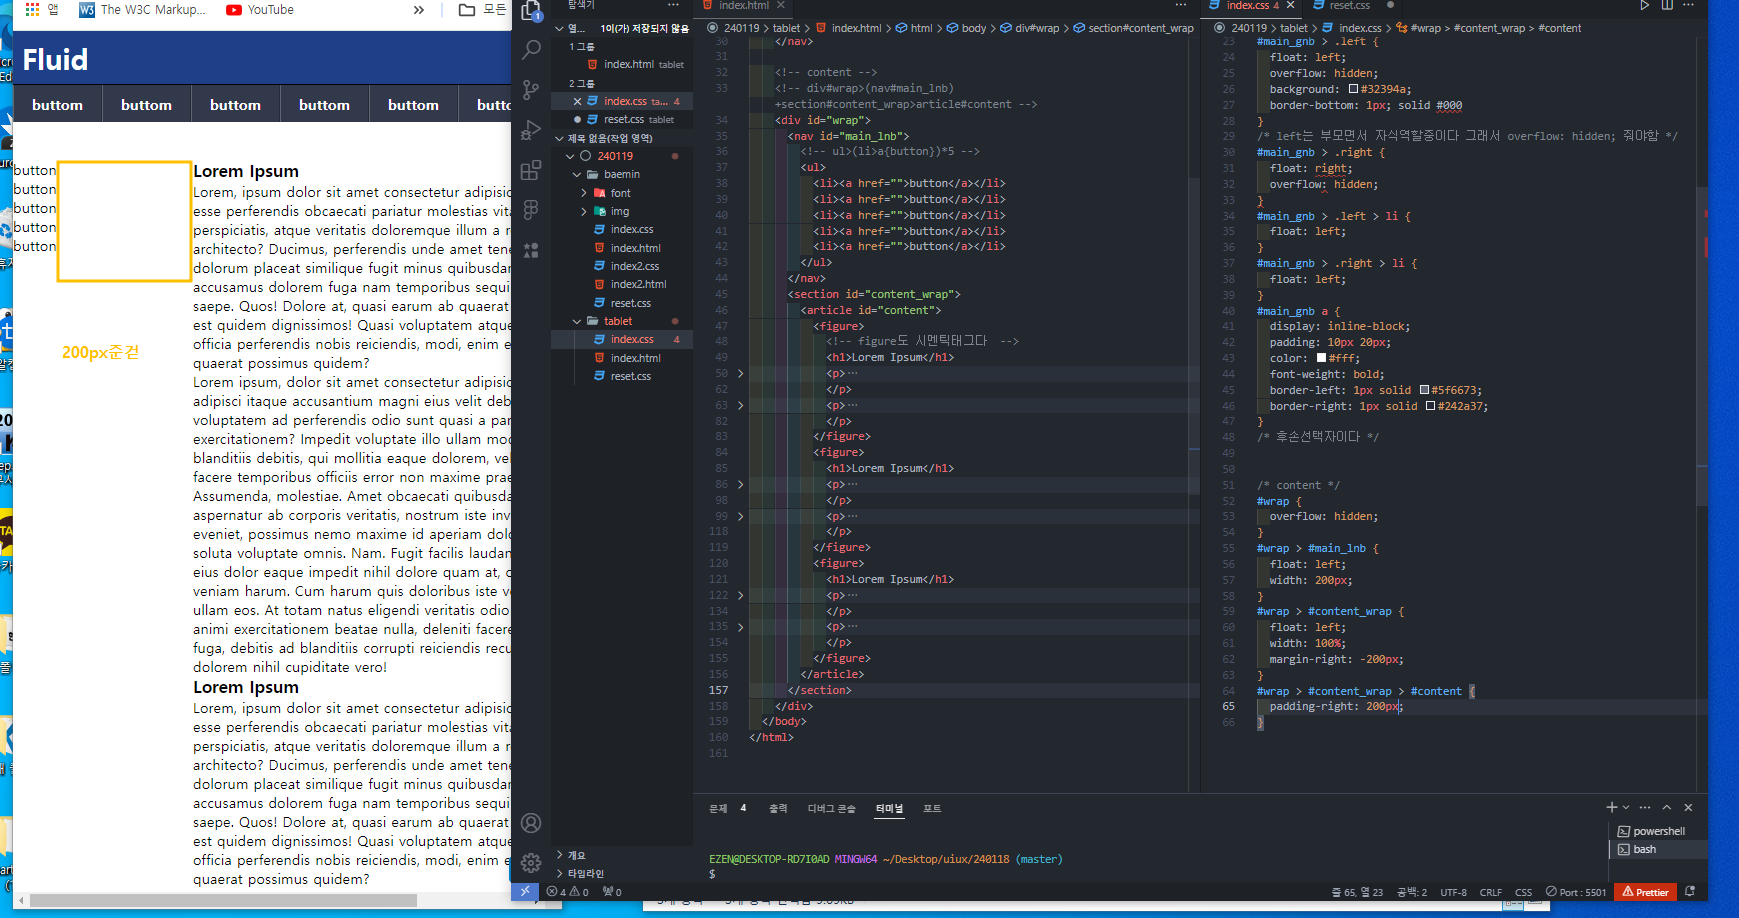 앱
The W3C Markup...
YouTube
»
모든
Fluid
buttom
buttom
buttom
buttom
buttom
button
button
button
button
button
200px준걷
Lorem Ipsum
Lorem, ipsum dolor sit amet consectetur adipisic
esse perferendis obcaecati pariatur molestias vita
perspiciatis, atque veritatis doloremque illum a r
architecto? Ducimus, perferendis unde amet tene
dolorum placeat similique fugit minus quibusdar
accusamus dolorem fuga nam temporibus sequi
saepe. Quos! Dolore at, quasi earum ab quaerat
est quidem dignissimos! Quasi voluptatem atque
officia perferendis nobis reiciendis, modi, enim e
quaerat possimus quidem?
Lorem ipsum, dolor sit amet consectetur adipisic
adipisci itaque accusantium magni eius velit deb
voluptatem ad perferendis odio sunt quasi a par
exercitationem? Impedit voluptate illo ullam moc
blanditiis debitis, qui mollitia eaque dolorem, vel
facere temporibus officiis error non maxime prae
Assumenda, molestiae. Amet obcaecati quibusda
aspernatur ab corporis veritatis, nostrum iste inv
eveniet, possimus nemo maxime id aperiam dolo
soluta voluptate omnis. Nam. Fugit facilis laudan
eius dolor eaque impedit nihil dolore quam at, c
veniam harum. Cum harum quis doloribus iste v
ullam eos. At totam natus eligendi veritatis odio
animi exercitationem beatae nulla, deleniti facere
fuga, debitis ad blanditiis corrupti reiciendis recu
dolorem nihil cupiditate vero!
Lorem Ipsum
Lorem, ipsum dolor sit amet consectetur adipisic
esse perferendis obcaecati pariatur molestias vita
perspiciatis, atque veritatis doloremque illum a r
architecto? Ducimus, perferendis unde amet tene
dolorum placeat similique fugit minus quibusdar
accusamus dolorem fuga nam temporibus sequi
saepe. Quos! Dolore at, quasi earum ab quaerat
est quidem dignissimos! Quasi voluptatem atque
officia perferendis nobis reiciendis, modi, enim e
quaerat possimus quidem?
탐색기 ···
열... 1이(가) 저장되지 않음
1 그룹
index.html tablet
2 그룹
index.css ta... 4
reset.css tablet
제목 없음(작업 영역)
240119
baemin
font
img
index.css
index.html
index2.css
index2.html
reset.css
tablet
index.css 4
index.html
reset.css
개요
타임라인
index.html
240119 > tablet > index.html > html > body > div#wrap > section#content_wrap
30 </nav>
31
32 <!-- content -->
33 <!-- div#wrap>(nav#main_lnb)
+section#content_wrap>article#content -->
34 <div id="wrap">
35 <nav id="main_lnb">
36 <!-- ul>(li>a{button})*5 -->
37 <ul>
38 <li><a href="">button</a></li>
39 <li><a href="">button</a></li>
40 <li><a href="">button</a></li>
41 <li><a href="">button</a></li>
42 <li><a href="">button</a></li>
43 </ul>
44 </nav>
45 <section id="content_wrap">
46 <article id="content">
47 <figure>
48 <!-- figure도 시멘틱태그다 -->
49 <h1>Lorem Ipsum</h1>
50 <p>···
62 </p>
63 <p>···
82 </p>
83 </figure>
84 <figure>
85 <h1>Lorem Ipsum</h1>
86 <p>···
98 </p>
99 <p>···
118 </p>
119 </figure>
120 <figure>
121 <h1>Lorem Ipsum</h1>
122 <p>···
134 </p>
135 <p>···
154 </p>
155 </figure>
156 </article>
157 </section>
158 </div>
159 </body>
160 </html>
161
index.css 4
reset.css
240119 > tablet > index.css > #wrap > #content_wrap > #content
23 #main_gnb > .left {
24 float: left;
25 overflow: hidden;
26 background: #32394a;
27 border-bottom: 1px; solid #000
28 }
29 /* left는 부모면서 자식역할중이다 그래서 overflow: hidden; 줘야함 */
30 #main_gnb > .right {
31 float: right;
32 overflow: hidden;
33 }
34 #main_gnb > .left > li {
35 float: left;
36 }
37 #main_gnb > .right > li {
38 float: left;
39 }
40 #main_gnb a {
41 display: inline-block;
42 padding: 10px 20px;
43 color: #fff;
44 font-weight: bold;
45 border-left: 1px solid #5f6673;
46 border-right: 1px solid #242a37;
47 }
48 /* 후손선택자이다 */
49
50
51 /* content */
52 #wrap {
53 overflow: hidden;
54 }
55 #wrap > #main_lnb {
56 float: left;
57 width: 200px;
58 }
59 #wrap > #content_wrap {
60 float: left;
61 width: 100%;
62 margin-right: -200px;
63 }
64 #wrap > #content_wrap > #content {
65 padding-right: 200px;
66 }
문제 4 출력 디버그 콘솔 터미널 포트
EZEN@DESKTOP-RD7I0AD MINGW64 ~/Desktop/uiux/240118 (master)
$
powershell
bash
4 0 0
줄 65, 열 23 공백: 2 UTF-8 CRLF CSS Port : 5501 Prettier